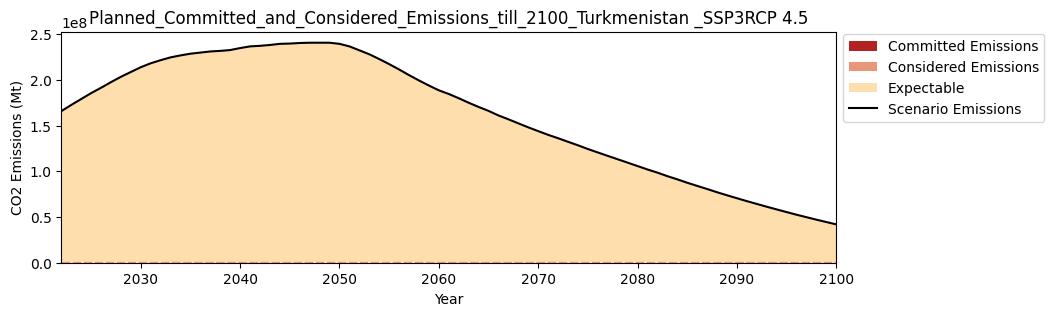 Planned_Committed_and_Considered_Emissions_till_2100_Turkmenistan _SSP3RCP 4.5
1e8
2.5
2.0
1.5
1.0
0.5
0.0
CO2 Emissions (Mt)
2030 2040 2050 2060 2070 2080 2090 2100
Year
Committed Emissions
Considered Emissions
Expectable
Scenario Emissions